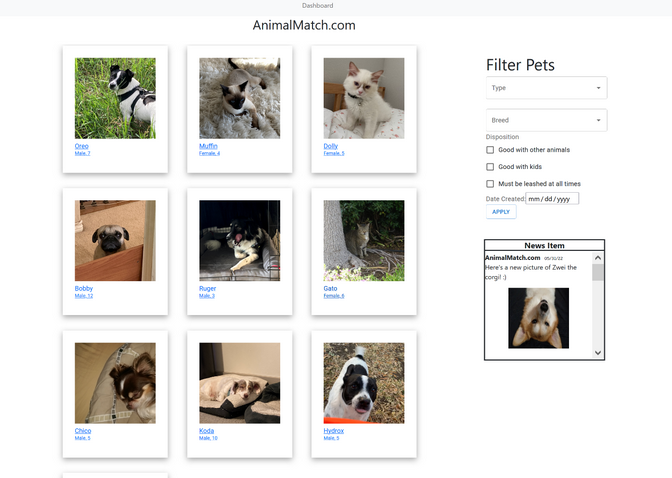 Dashboard
AnimalMatch.com
Oreo
Male, 7
Muffin
Female, 4
Dolly
Female, 5
Bobby
Male, 12
Ruger
Male, 3
Gato
Female, 6
Chico
Male, 5
Koda
Male, 10
Hydrox
Male, 5
Filter Pets
Type
Breed
Disposition
Good with other animals
Good with kids
Must be leashed at all times
Date Created: mm/dd/yyyy
APPLY
News Item
AnimalMatch.com 05/31/22
Here's a new picture of Zwei the
corgi! :)